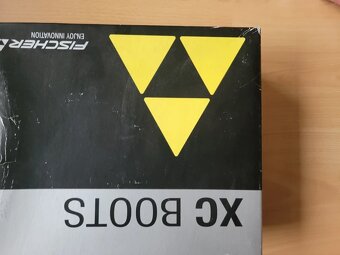 XC BOOTS
FISCHER
ENJOY INNOVATION